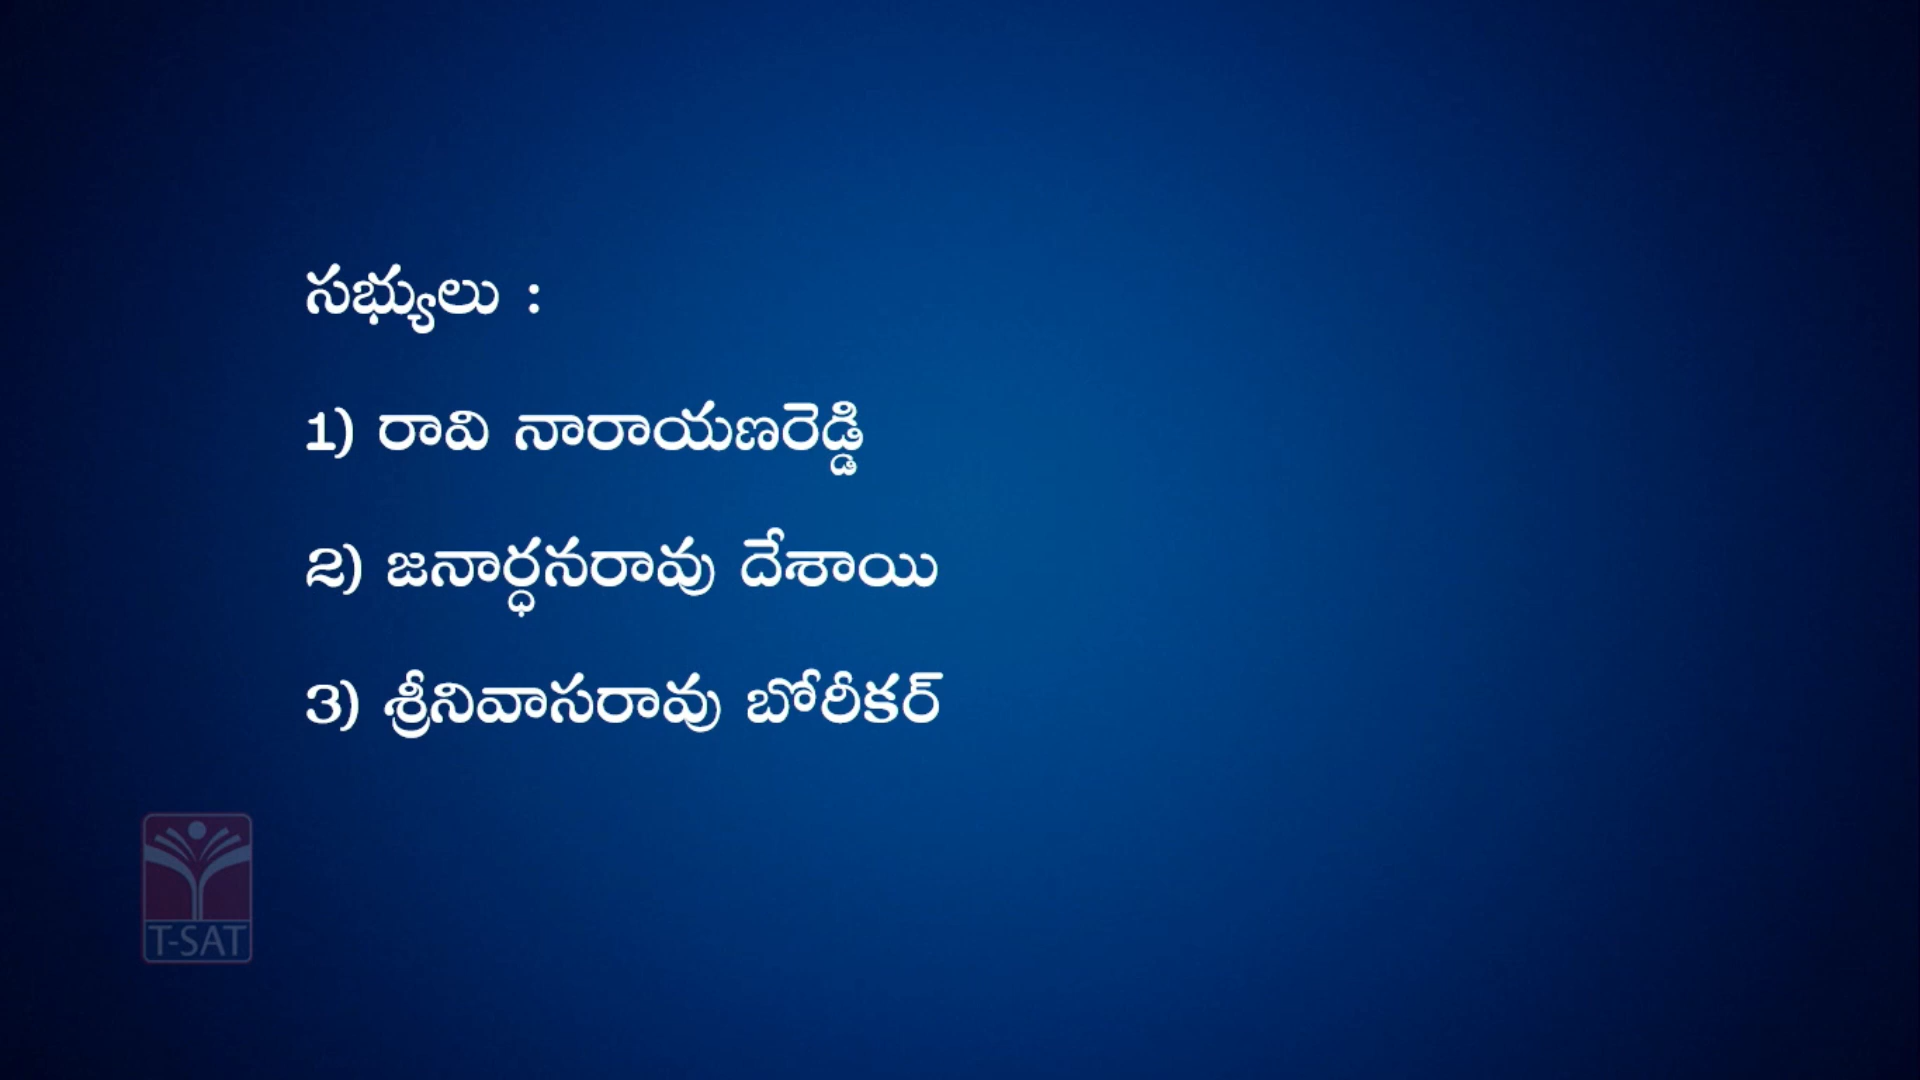 సభ్యులు :
1) రావి నారాయణరెడ్డి
2) జనార్ధనరావు దేశాయి
3) శ్రీనివాసరావు బోరీకర్
T-SAT